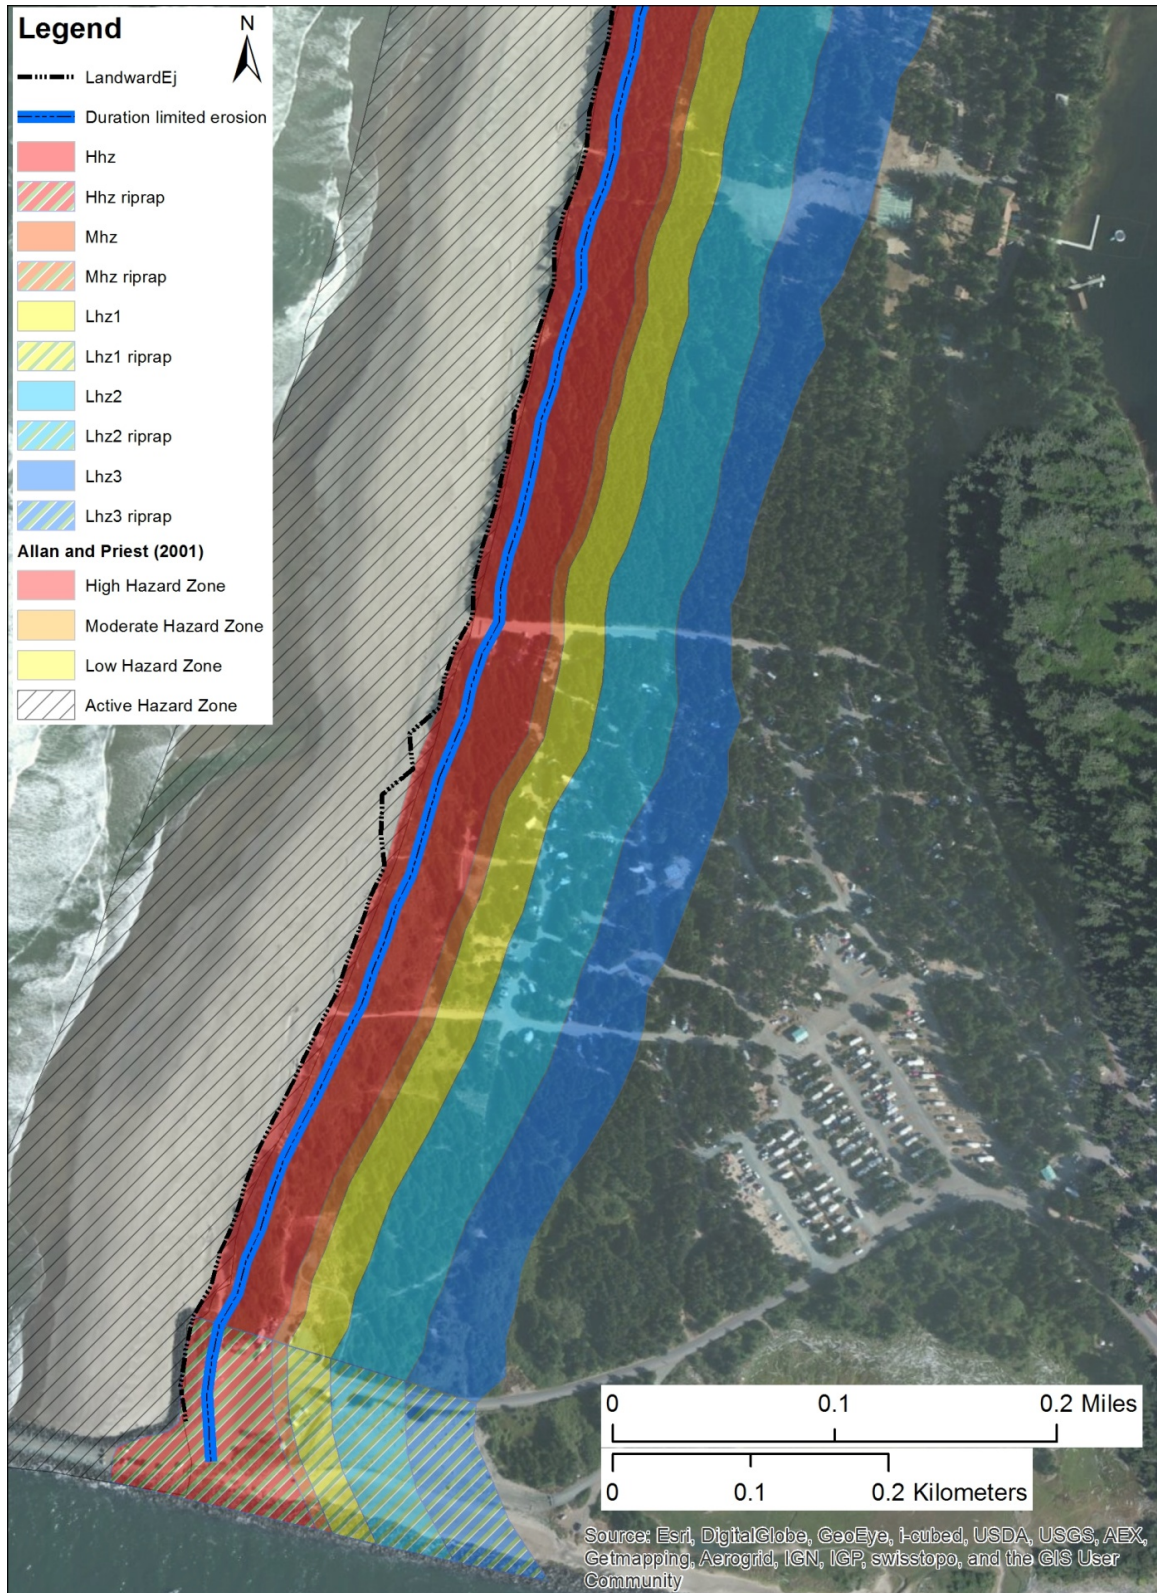 Legend
N
LandwardEj
Duration limited erosion
Hhz
Hhz riprap
Mhz
Mhz riprap
Lhz1
Lhz1 riprap
Lhz2
Lhz2 riprap
Lhz3
Lhz3 riprap
Allan and Priest (2001)
High Hazard Zone
Moderate Hazard Zone
Low Hazard Zone
Active Hazard Zone
0 0.1 0.2 Miles
0 0.1 0.2 Kilometers
Source: Esri, DigitalGlobe, GeoEye, i-cubed, USDA, USGS, AEX,
Getmapping, Aerogrid, IGN, IGP, swisstopo, and the GIS User
Community